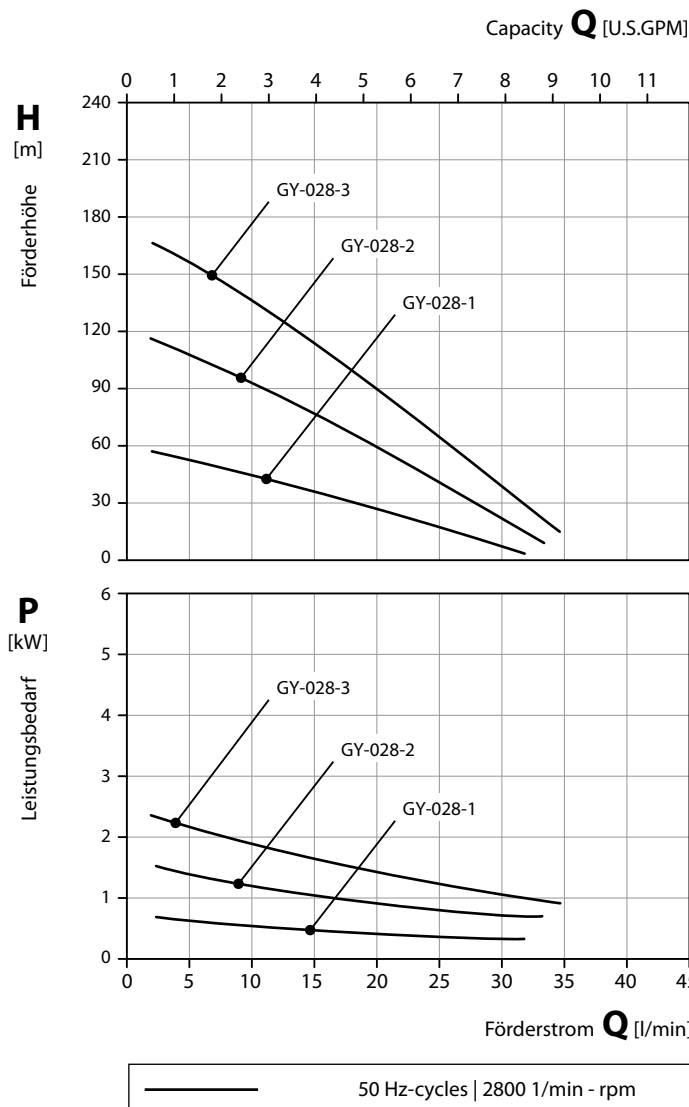 Capacity Q [U.S.GPM]
0 1 2 3 4 5 6 7 8 9 10 11
H
[m]
Förderhöhe
240
210
180
150
120
90
60
30
0
GY-028-3
GY-028-2
GY-028-1
P
[kW]
Leistungsbedarf
6
5
4
3
2
1
0
GY-028-3
GY-028-2
GY-028-1
0 5 10 15 20 25 30 35 40 45
Förderstrom Q [l/min]
50 Hz-cycles | 2800 1/min - rpm